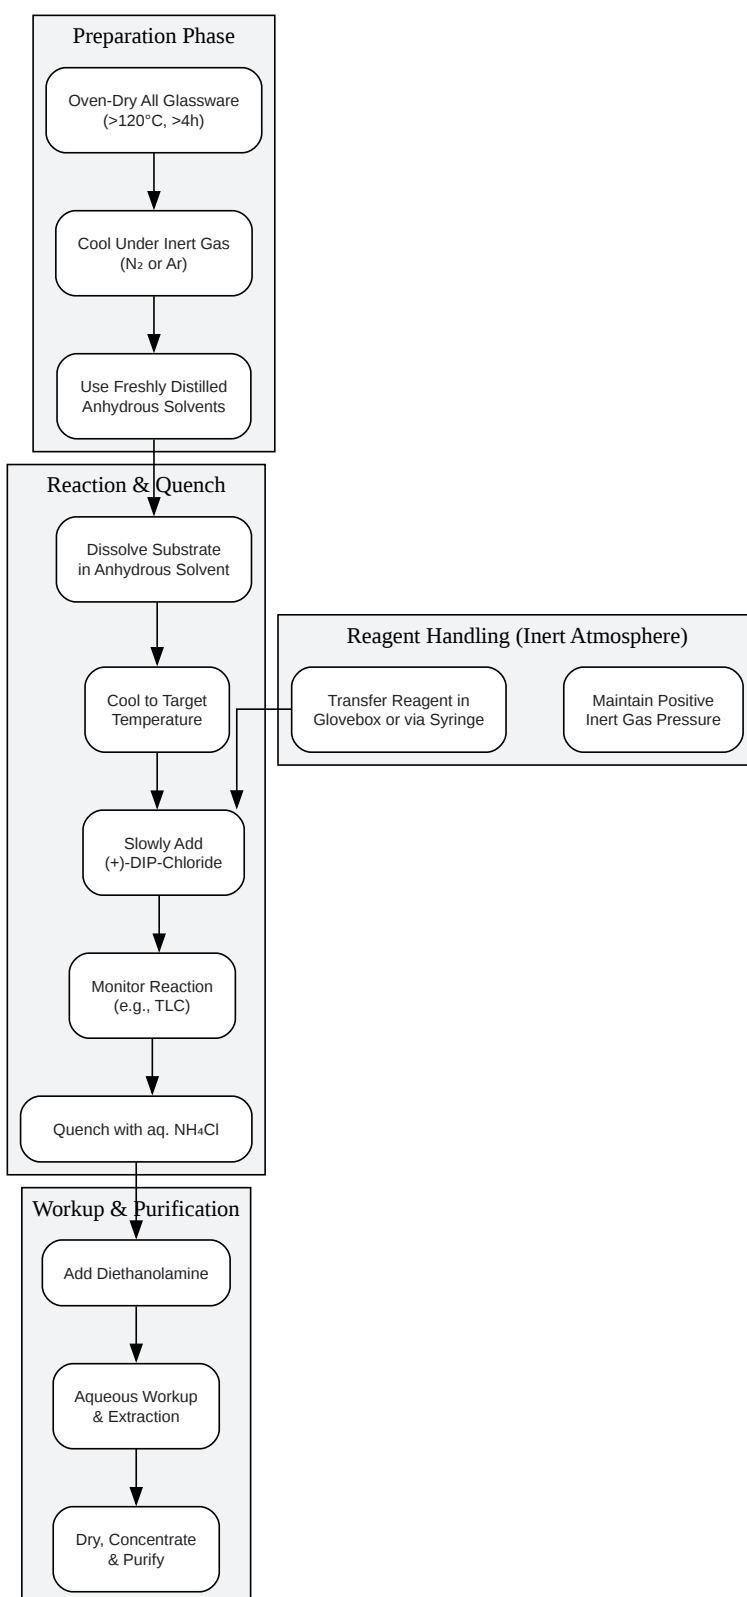 Preparation Phase
Oven-Dry All Glassware
(>120°C, >4h)
Cool Under Inert Gas
(N₂ or Ar)
Use Freshly Distilled
Anhydrous Solvents
Reaction & Quench
Dissolve Substrate
in Anhydrous Solvent
Reagent Handling (Inert Atmosphere)
Cool to Target
Temperature
Transfer Reagent in
Glovebox or via Syringe
Maintain Positive
Inert Gas Pressure
Slowly Add
(+)-DIP-Chloride
Monitor Reaction
(e.g., TLC)
Quench with aq. NH₄Cl
Workup & Purification
Add Diethanolamine
Aqueous Workup
& Extraction
Dry, Concentrate
& Purify